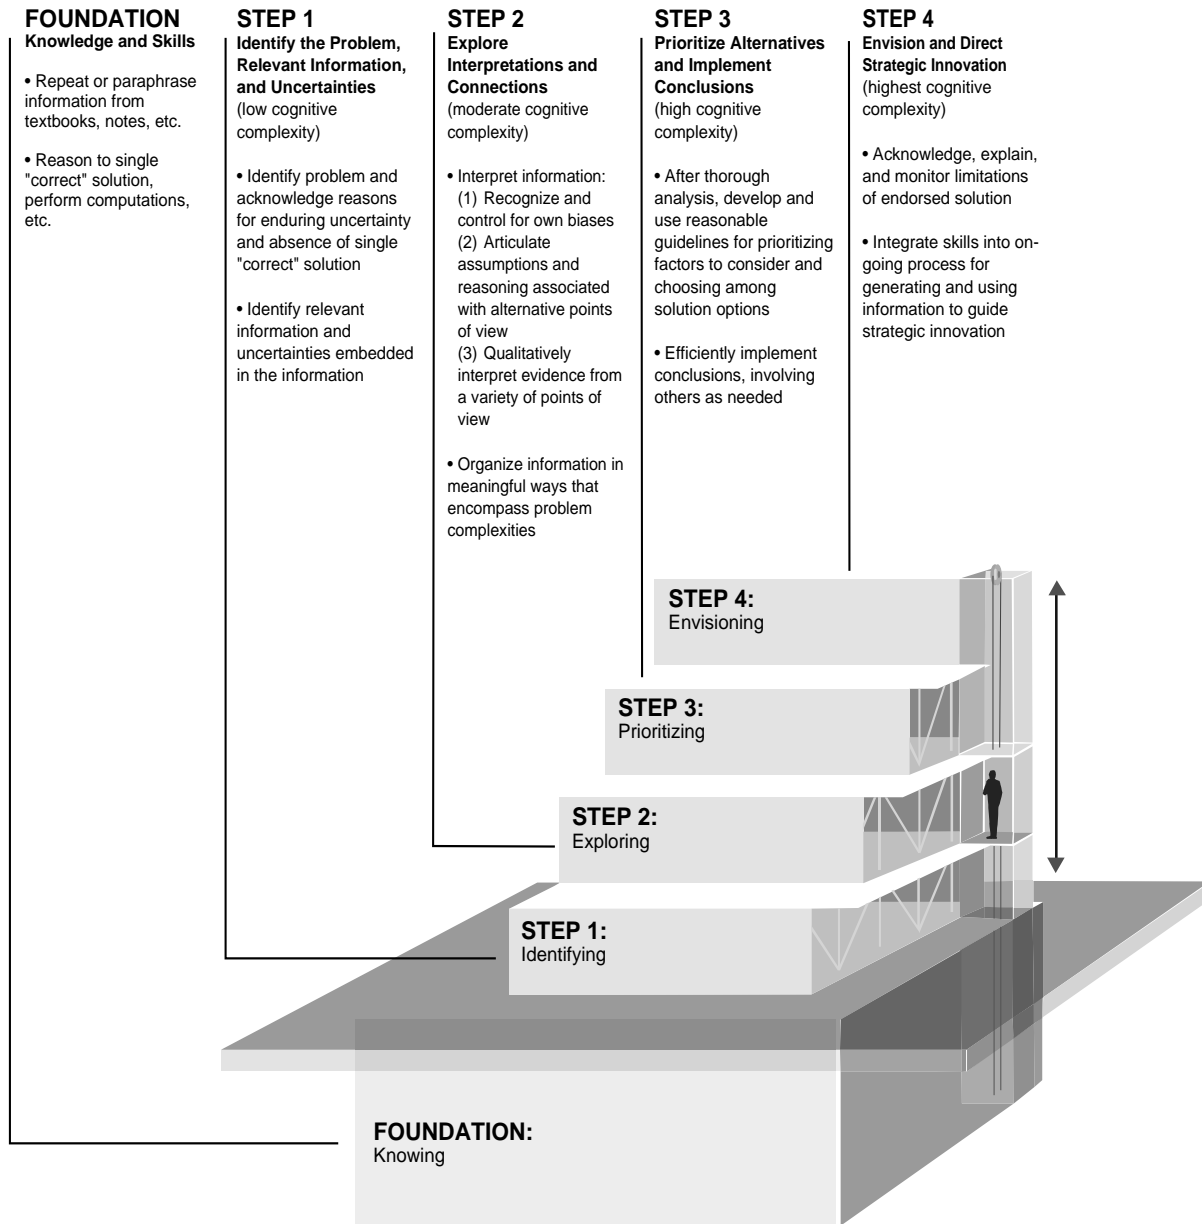 FOUNDATION
Knowledge and Skills
• Repeat or paraphrase
information from
textbooks, notes, etc.
• Reason to single
"correct" solution,
perform computations,
etc.
STEP 1
Identify the Problem,
Relevant Information,
and Uncertainties
(low cognitive
complexity)
• Identify problem and
acknowledge reasons
for enduring uncertainty
and absence of single
"correct" solution
• Identify relevant
information and
uncertainties embedded
in the information
STEP 2
Explore
Interpretations and
Connections
(moderate cognitive
complexity)
• Interpret information:
(1) Recognize and
control for own biases
(2) Articulate
assumptions and
reasoning associated
with alternative points
of view
(3) Qualitatively
interpret evidence from
a variety of points of
view
• Organize information in
meaningful ways that
encompass problem
complexities
STEP 3
Prioritize Alternatives
and Implement
Conclusions
(high cognitive
complexity)
• After thorough
analysis, develop and
use reasonable
guidelines for prioritizing
factors to consider and
choosing among
solution options
• Efficiently implement
conclusions, involving
others as needed
STEP 4
Envision and Direct
Strategic Innovation
(highest cognitive
complexity)
• Acknowledge, explain,
and monitor limitations
of endorsed solution
• Integrate skills into on-
going process for
generating and using
information to guide
strategic innovation
STEP 4:
Envisioning
STEP 3:
Prioritizing
STEP 2:
Exploring
STEP 1:
Identifying
FOUNDATION:
Knowing